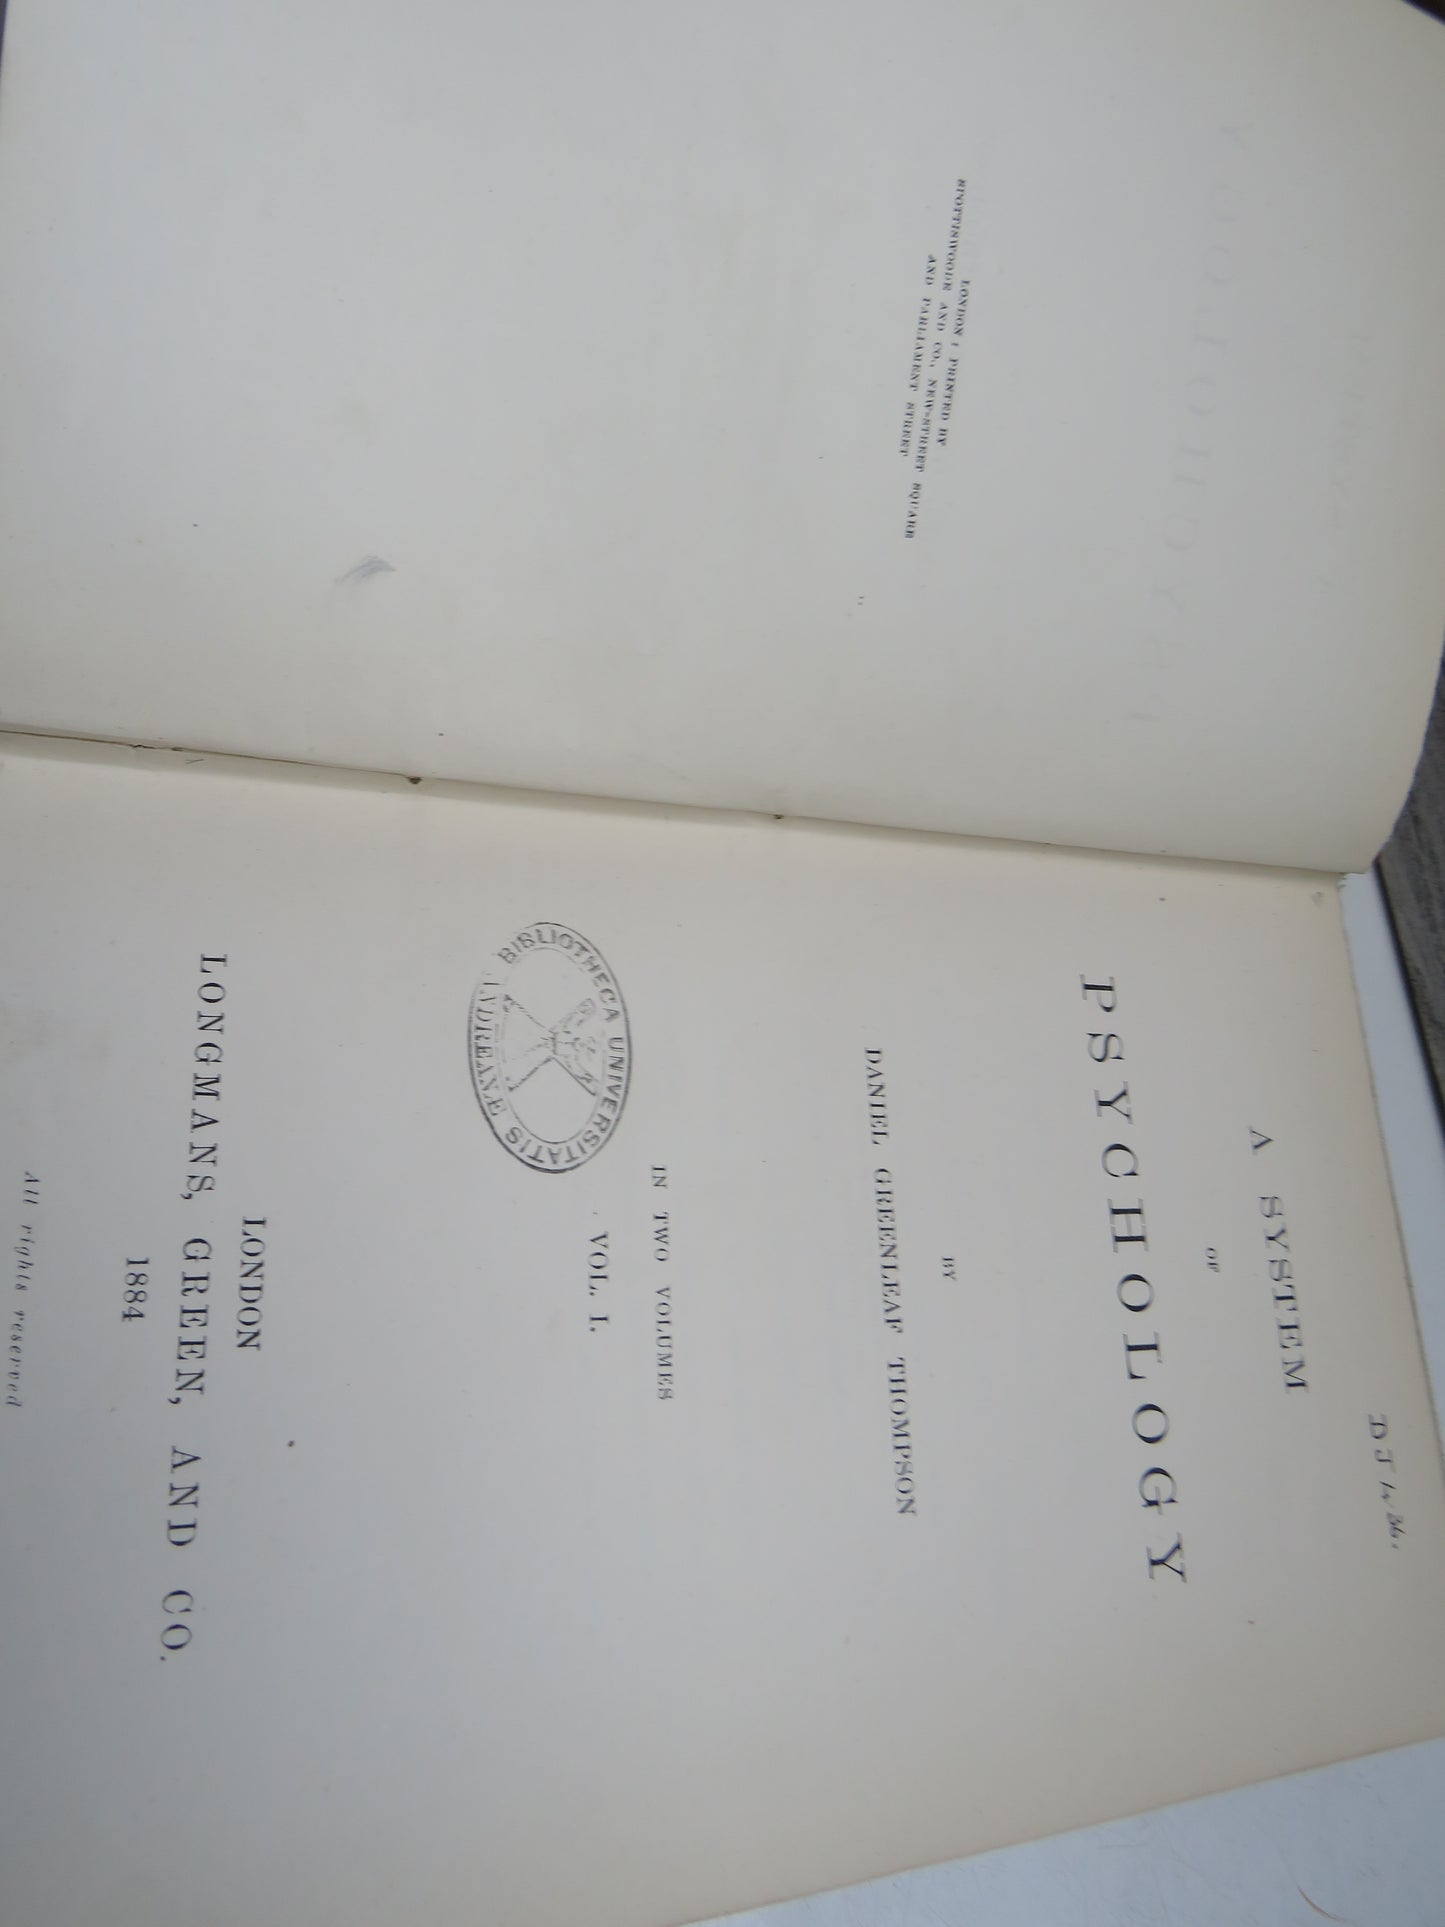 LONDON : PRINTED BY
SPOTTISWOODE AND CO., NEW-STREET SQUARE
AND PARLIAMENT STREET
A SYSTEM
OF
PSYCHOLOGY
BY
DANIEL GREENLEAF THOMPSON
IN TWO VOLUMES
VOL. I.
BIBLIOTHECA UNIVERSITATIS ANDREANÆ
LONDON
LONGMANS, GREEN, AND CO.
1884
All rights reserved